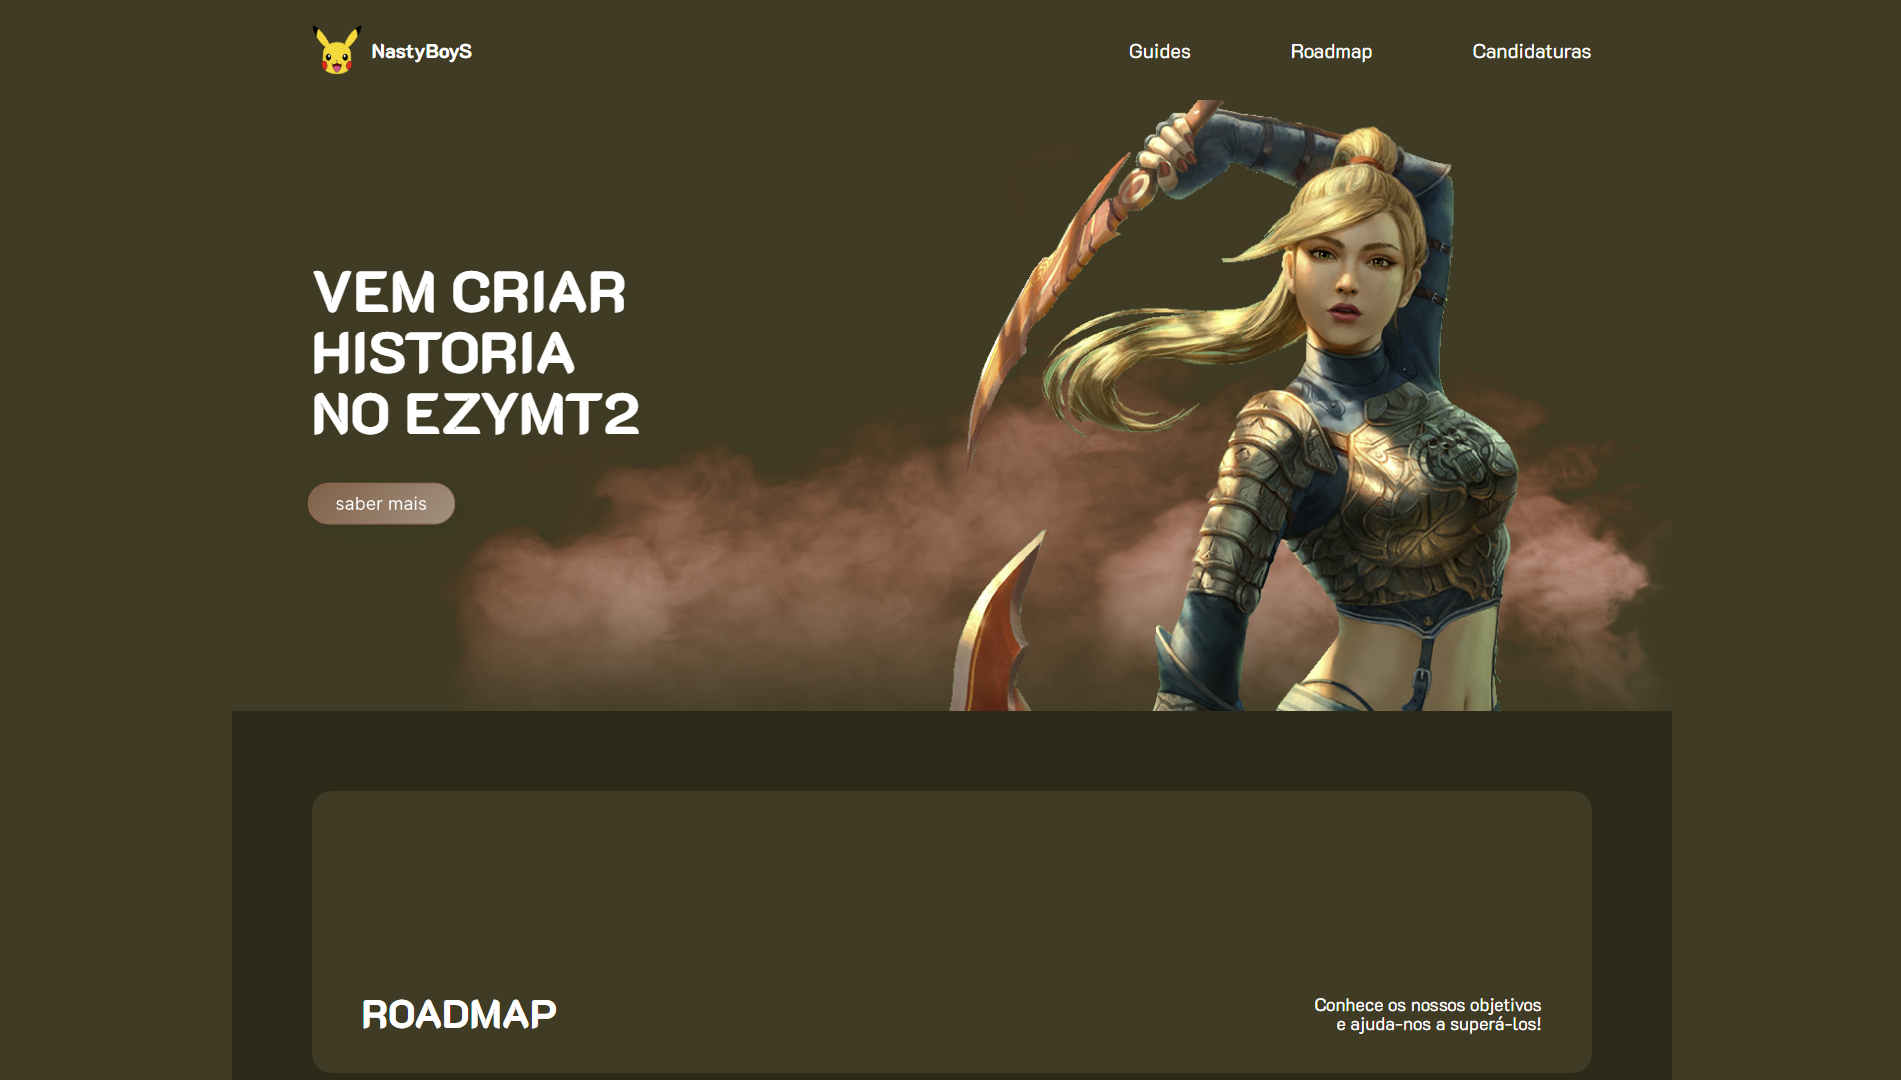 NastyBoyS
Guides
Roadmap
Candidaturas
VEM CRIAR
HISTORIA
NO EZYMT2
saber mais
ROADMAP
Conhece os nossos objetivos
e ajuda-nos a superá-los!